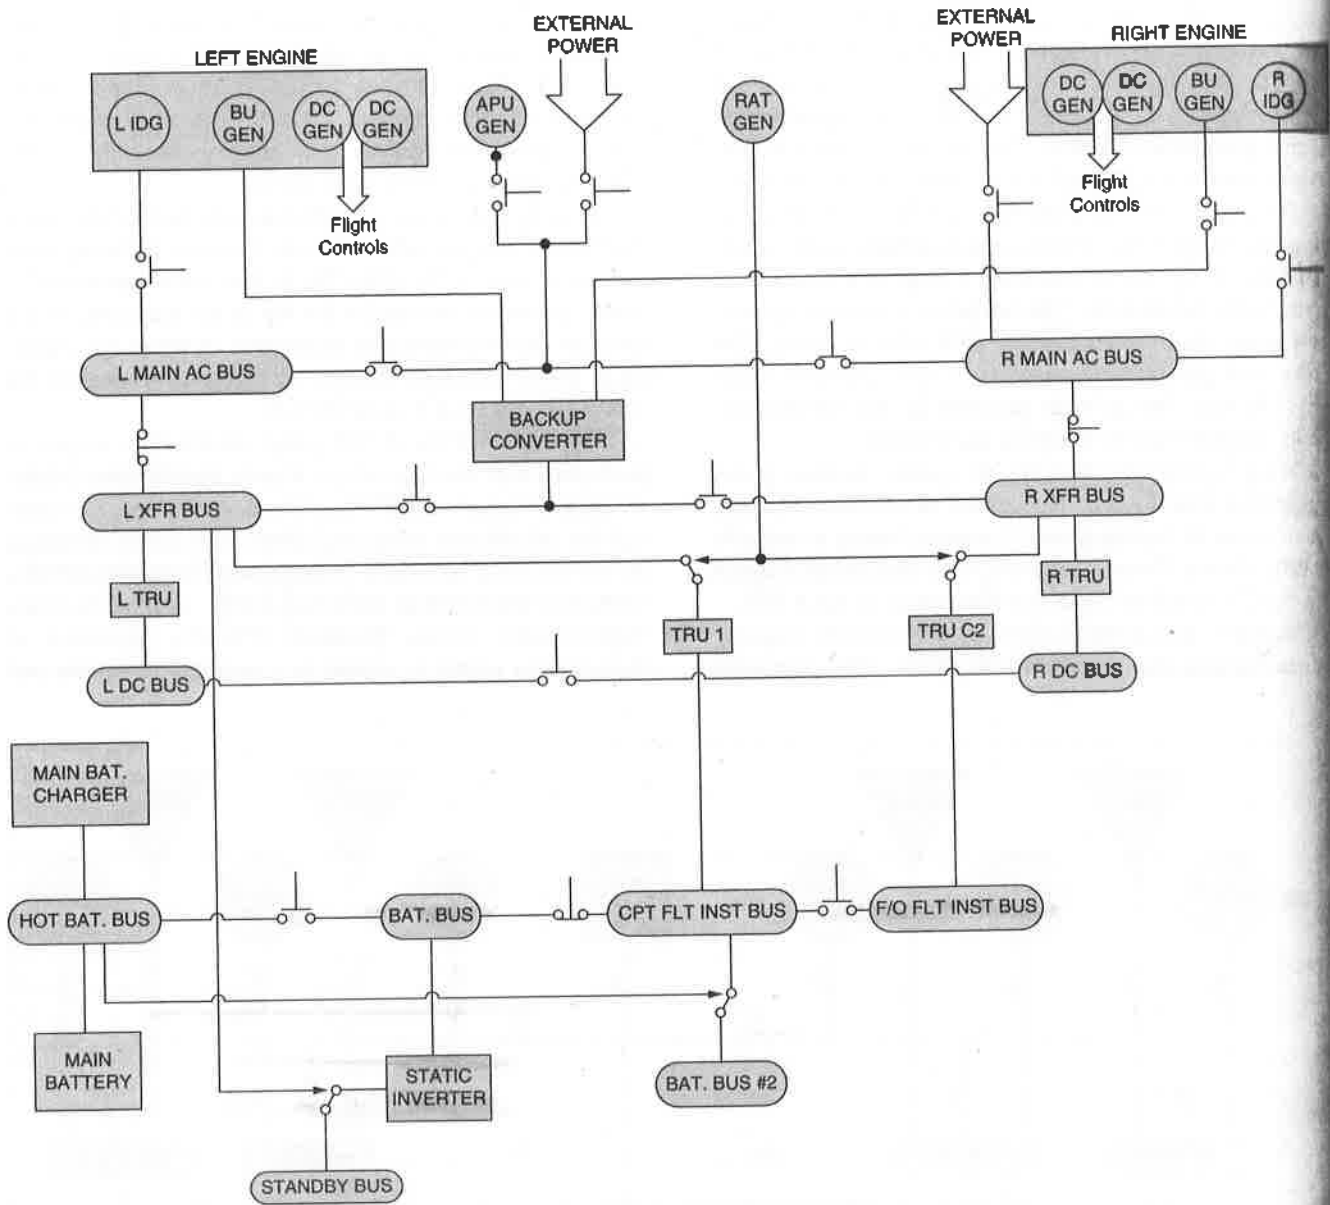 EXTERNAL
POWER
EXTERNAL
POWER
LEFT ENGINE
RIGHT ENGINE
L IDG
BU
GEN
DC
GEN
DC
GEN
APU
GEN
RAT
GEN
DC
GEN
DC
GEN
BU
GEN
R
IDG
Flight
Controls
Flight
Controls
L MAIN AC BUS
R MAIN AC BUS
BACKUP
CONVERTER
L XFR BUS
R XFR BUS
L TRU
TRU 1
TRU C2
R TRU
L DC BUS
R DC BUS
MAIN BAT.
CHARGER
HOT BAT. BUS
BAT. BUS
CPT FLT INST BUS
F/O FLT INST BUS
MAIN
BATTERY
STATIC
INVERTER
BAT. BUS #2
STANDBY BUS